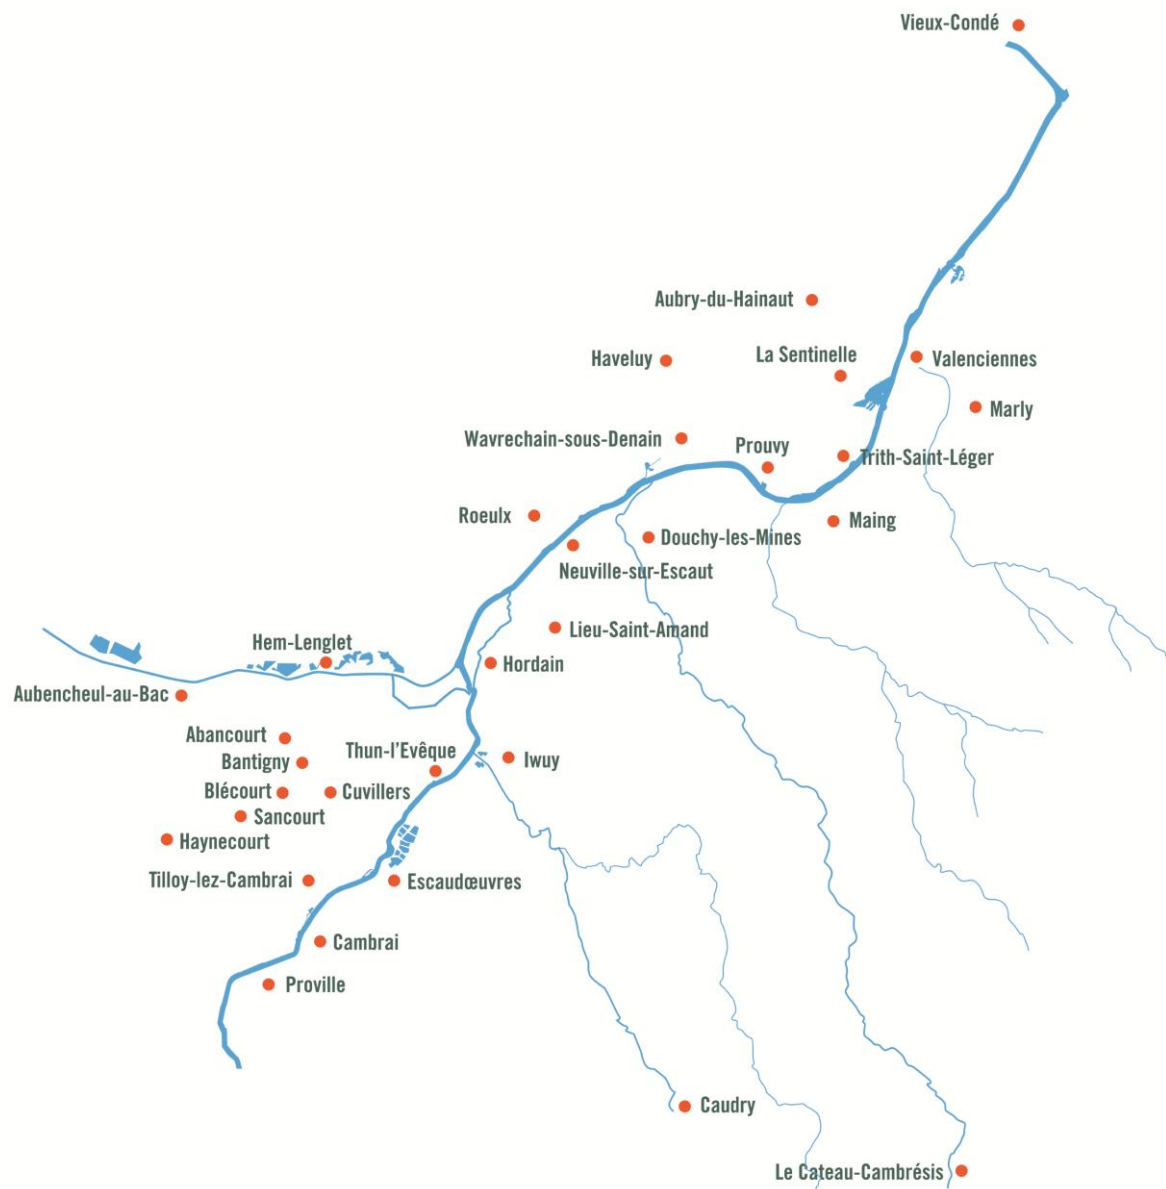 Vieux-Condé
Aubry-du-Hainaut
Haveluy
La Sentinelle
Valenciennes
Marly
Wavrechain-sous-Denain
Prouvy
Trith-Saint-Léger
Roeulx
Maing
Douchy-les-Mines
Neuville-sur-Escaut
Lieu-Saint-Amand
Hem-Lenglet
Hordain
Aubencheul-au-Bac
Abancourt
Thun-l'Evêque
Iwuy
Bantigny
Blécourt
Cuvillers
Sancourt
Haynecourt
Tilloy-lez-Cambrai
Escaudœuvres
Cambrai
Proville
Caudry
Le Cateau-Cambrésis